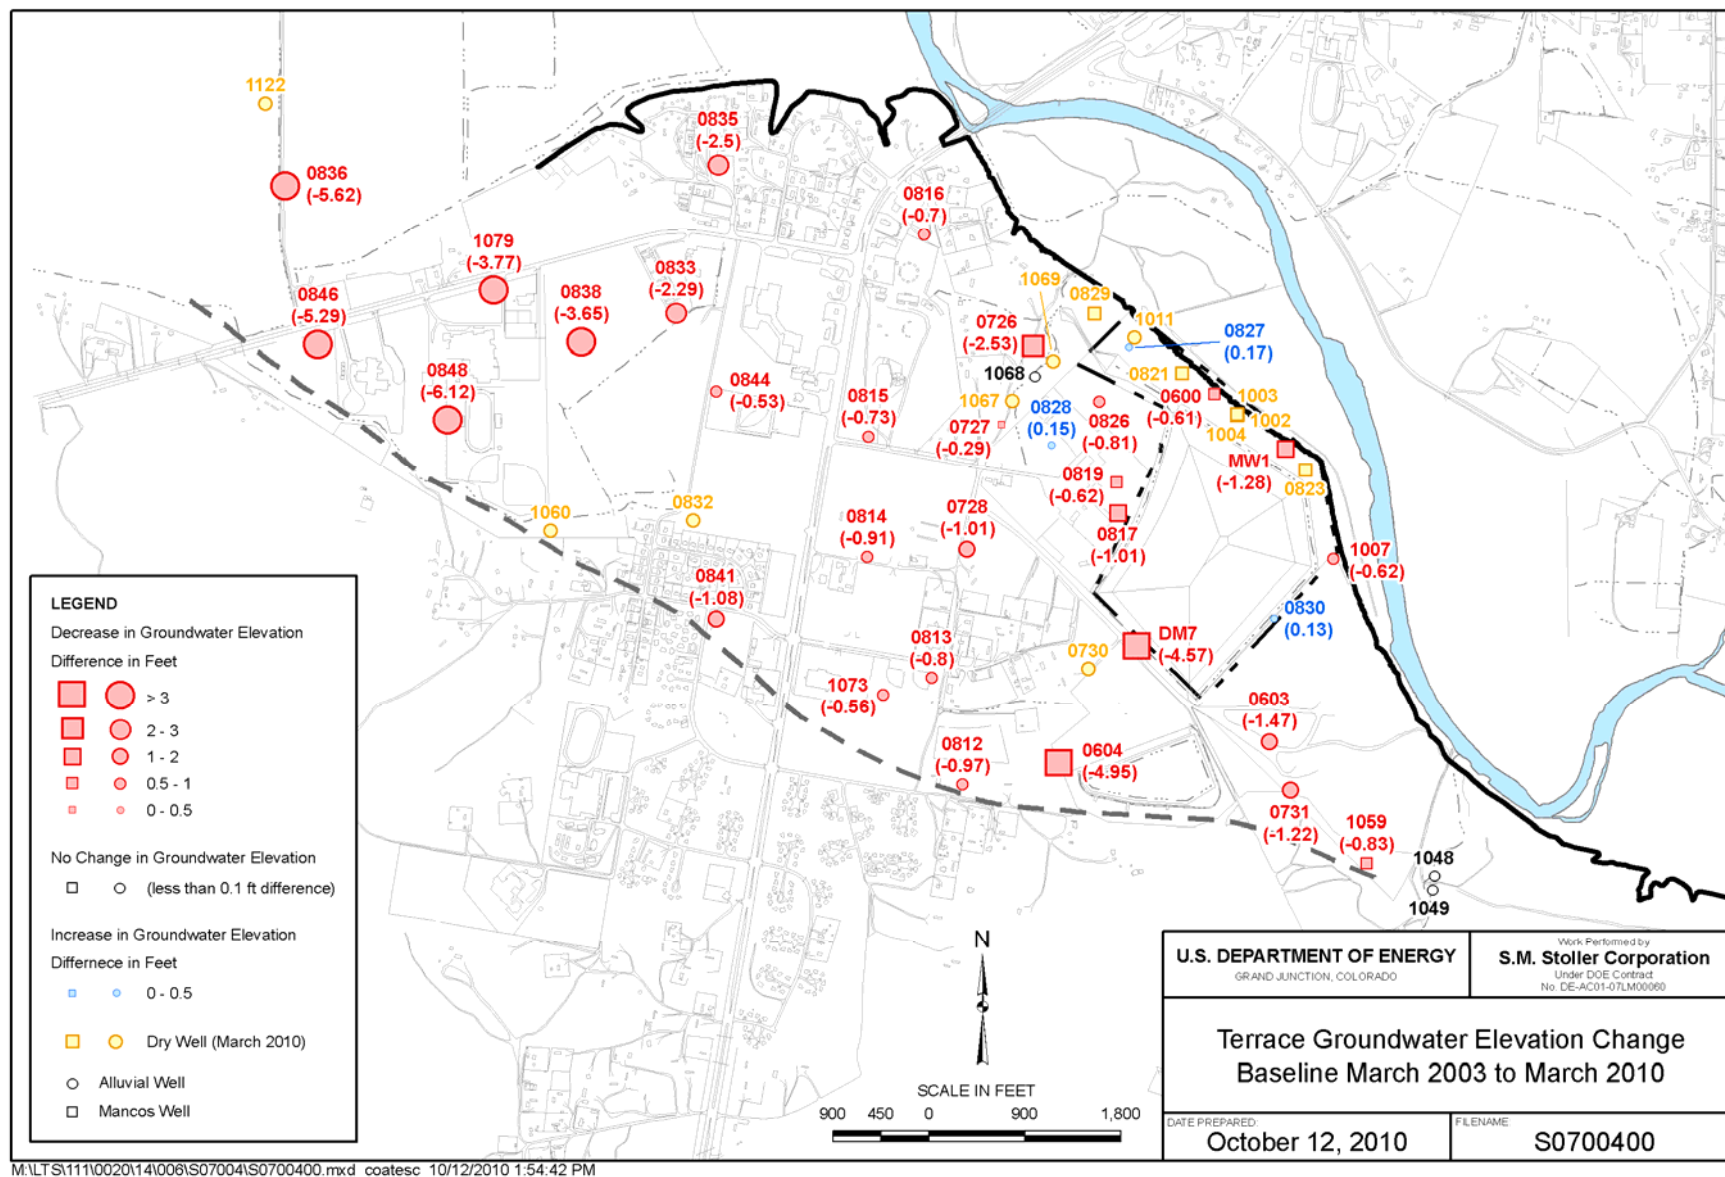 1122
0836
(-5.62)
0835
(-2.5)
0816
(-0.7)
1079
(-3.77)
0846
(-5.29)
0838
(-3.65)
0833
(-2.29)
1069
0829
1011
0827
(0.17)
0726
(-2.53)
1068
0821
0848
(-6.12)
0844
(-0.53)
0815
(-0.73)
1067
0727
(-0.29)
0828
(0.15)
0826
(-0.81)
0600
(-0.61)
1003
1002
1004
MW1
(-1.28)
0823
0819
(-0.62)
0817
(-1.01)
1060
0832
0814
(-0.91)
0728
(-1.01)
1007
(-0.62)
0841
(-1.08)
0830
(0.13)
DM7
(-4.57)
0730
0813
(-0.8)
1073
(-0.56)
0603
(-1.47)
0812
(-0.97)
0604
(-4.95)
0731
(-1.22)
1059
(-0.83)
1048
1049
LEGEND
Decrease in Groundwater Elevation
Difference in Feet
> 3
2 - 3
1 - 2
0.5 - 1
0 - 0.5
No Change in Groundwater Elevation
(less than 0.1 ft difference)
Increase in Groundwater Elevation
Differnece in Feet
0 - 0.5
Dry Well (March 2010)
Alluvial Well
Mancos Well
N
SCALE IN FEET
900 450 0 900 1,800
U.S. DEPARTMENT OF ENERGY
GRAND JUNCTION, COLORADO
Work Performed by
S.M. Stoller Corporation
Under DOE Contract
No. DE-AC01-07LM00060
Terrace Groundwater Elevation Change
Baseline March 2003 to March 2010
DATE PREPARED:
October 12, 2010
FILENAME
S0700400
M:\LTS\111\0020\14\006\S07004\S0700400.mxd coatesc 10/12/2010 1:54:42 PM